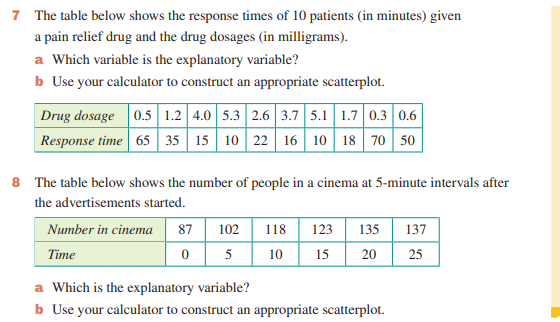 7 The table below shows the response times of 10 patients (in minutes) given
a pain relief drug and the drug dosages (in milligrams).
a Which variable is the explanatory variable?
b Use your calculator to construct an appropriate scatterplot.
Drug dosage 0.5 1.2 4.0 5.3 2.6 3.7 5.1 1.7 0.3 0.6
Response time 65 35 15 10 22 16 10 18 70 50
8 The table below shows the number of people in a cinema at 5-minute intervals after
the advertisements started.
Number in cinema 87 102 118 123 135 137
Time 0 5 10 15 20 25
a Which is the explanatory variable?
b Use your calculator to construct an appropriate scatterplot.